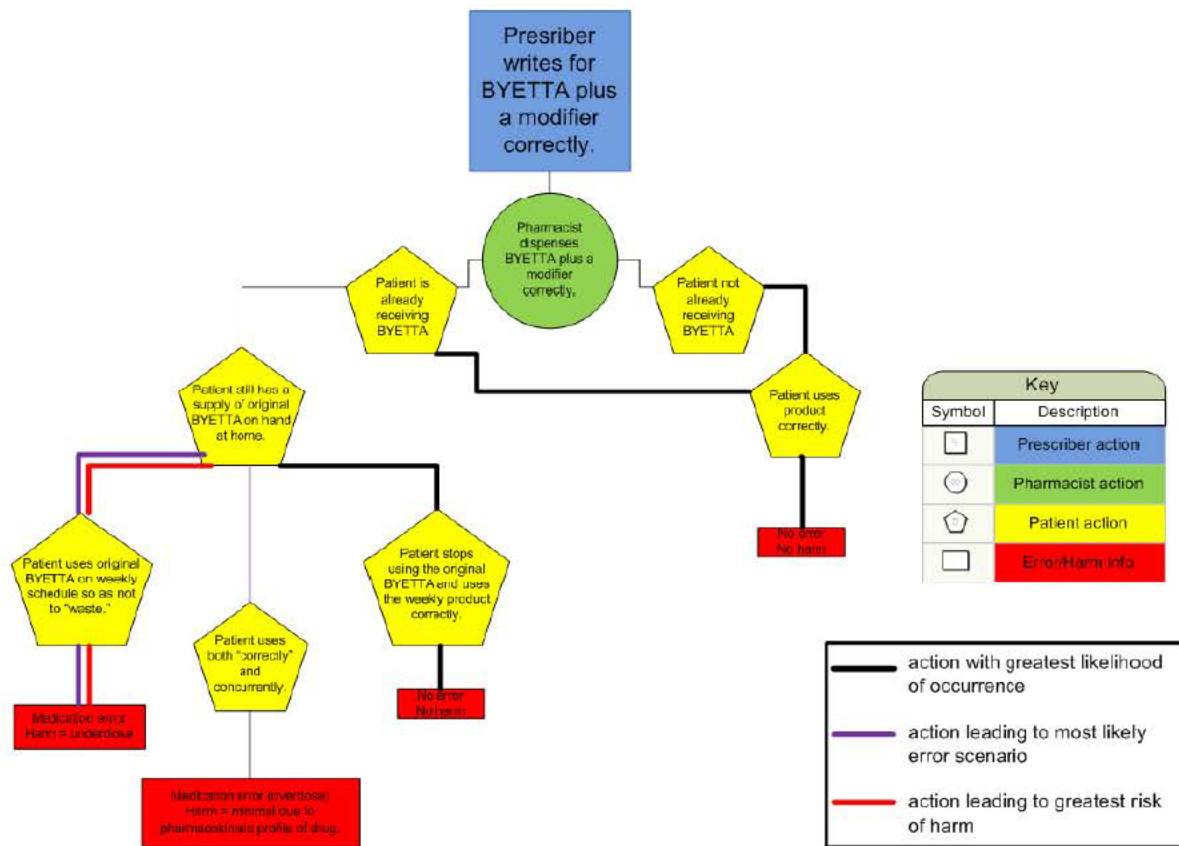 Presriber
writes for
BYETTA plus
a modifier
correctly.
Pharmacist
dispenses
BYETTA plus a
modifier
correctly.
Patient is
already
receiving
BYETTA
Patient not
already
receiving
BYETTA
Patient still has a
supply of original
BYETTA on hand
at home.
Patient uses
product
correctly.
No error
No harm
Patient uses original
BYETTA on weekly
schedule so as not
to “waste.”
Patient uses
both “correctly”
and
concurrently.
Patient stops
using the original
BYETTA and uses
the weekly product
correctly.
Medication error
Harm = underdose
No error
No harm
Medication error (overdose)
Harm = minimal due to
pharmacokinetic profile of drug.
Key
Symbol Description
Prescriber action
Pharmacist action
Patient action
Error/Harm Info
action with greatest likelihood
of occurrence
action leading to most likely
error scenario
action leading to greatest risk
of harm